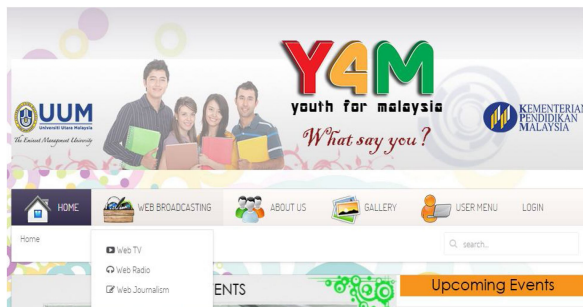 Y4M
youth for malaysia
What say you?
UUM
Universiti Utara Malaysia
The Eminent Management University
KEMENTERIAN
PENDIDIKAN
MALAYSIA
HOME
WEB BROADCASTING
ABOUT US
GALLERY
USER MENU
LOGIN
Home
search...
Web TV
Web Radio
Web Journalism
ENTS
Upcoming Events